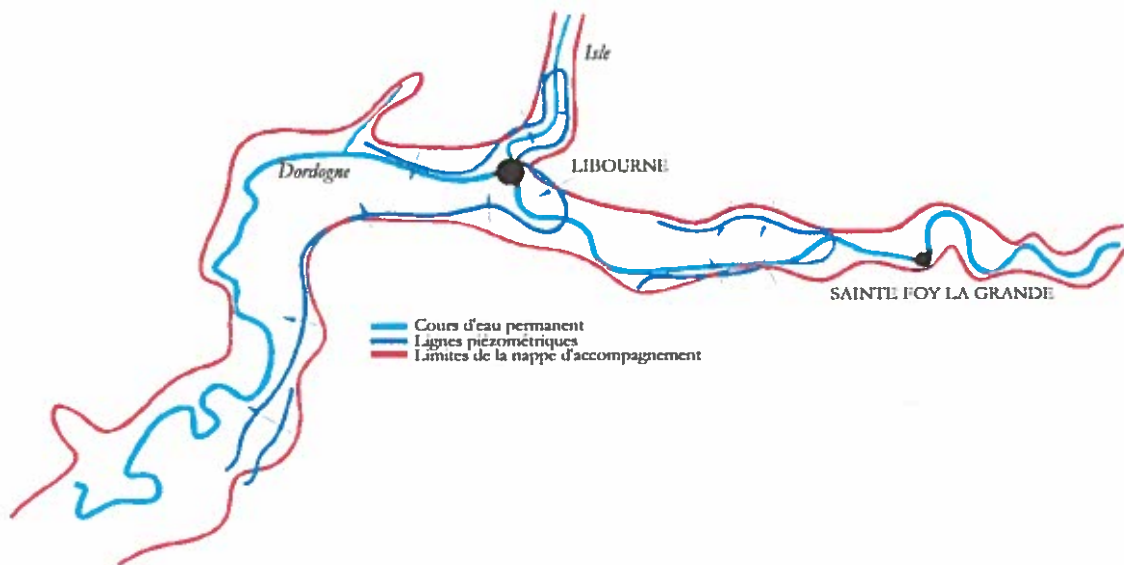 Isle
LIBOURNE
Dordogne
SAINTE FOY LA GRANDE
Cours d'eau permanent
Lignes piézométriques
Limites de la nappe d'accompagnement